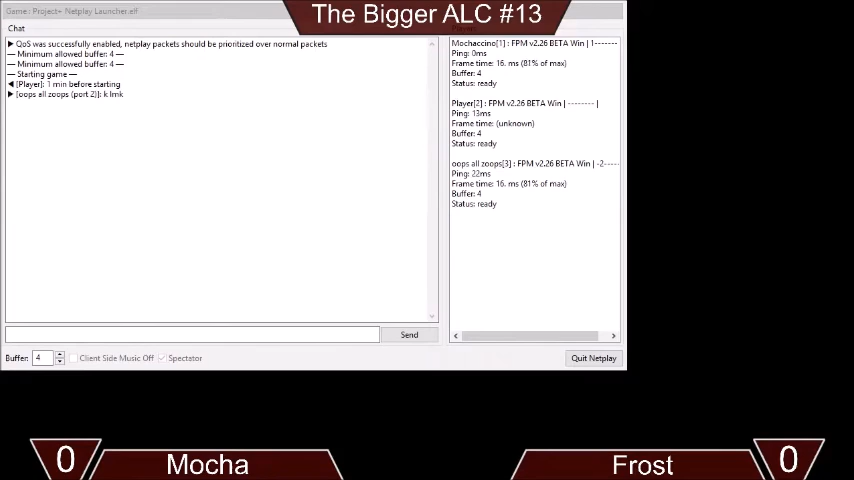 Game: Project+ Netplay Launcher.elf
The Bigger ALC #13
Chat
▶ QoS was successfully enabled, netplay packets should be prioritized over normal packets
— Minimum allowed buffer: 4 —
— Minimum allowed buffer: 4 —
— Starting game —
◀ [Player]: 1 min before starting
▶ [oops all zoops (port 2)]: k lmk
Mochaccino[1] : FPM v2.26 BETA Win | 1-------
Ping: 0ms
Frame time: 16. ms (81% of max)
Buffer: 4
Status: ready
Player[2] : FPM v2.26 BETA Win | -------- |
Ping: 13ms
Frame time: (unknown)
Buffer: 4
Status: ready
oops all zoops[3] : FPM v2.26 BETA Win | -2-----
Ping: 22ms
Frame time: 16. ms (81% of max)
Buffer: 4
Status: ready
Send
Buffer: 4
Client Side Music Off
Spectator
Quit Netplay
0 Mocha
Frost 0